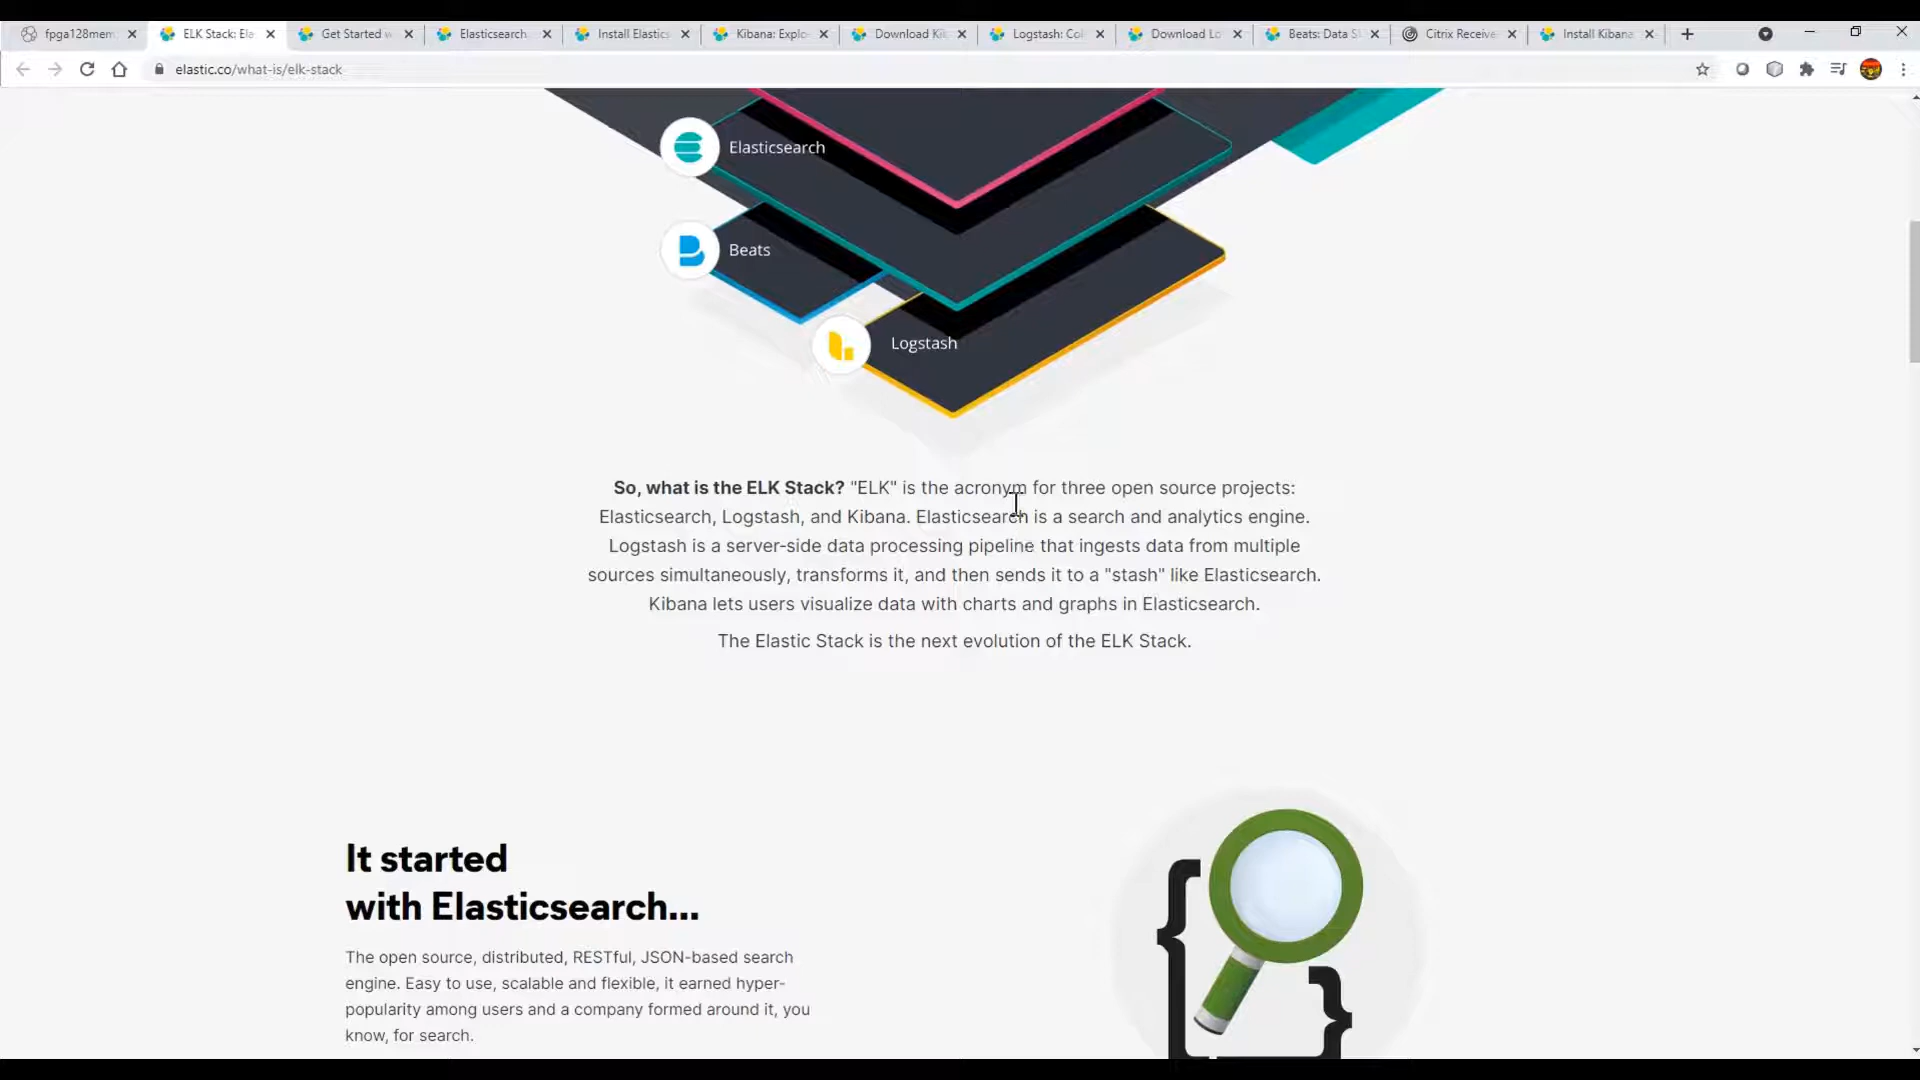 fpga128mem
ELK Stack: Ela
Get Started w
Elasticsearch
Install Elastics
Kibana: Explo
Download Kib
Logstash: Col
Download Lo
Beats: Data S
Citrix Receive
Install Kibana
elastic.co/what-is/elk-stack
Elasticsearch
Beats
Logstash
So, what is the ELK Stack? "ELK" is the acronym for three open source projects:
Elasticsearch, Logstash, and Kibana. Elasticsearch is a search and analytics engine.
Logstash is a server-side data processing pipeline that ingests data from multiple
sources simultaneously, transforms it, and then sends it to a "stash" like Elasticsearch.
Kibana lets users visualize data with charts and graphs in Elasticsearch.
The Elastic Stack is the next evolution of the ELK Stack.
It started
with Elasticsearch...
The open source, distributed, RESTful, JSON-based search
engine. Easy to use, scalable and flexible, it earned hyper-
popularity among users and a company formed around it, you
know, for search.